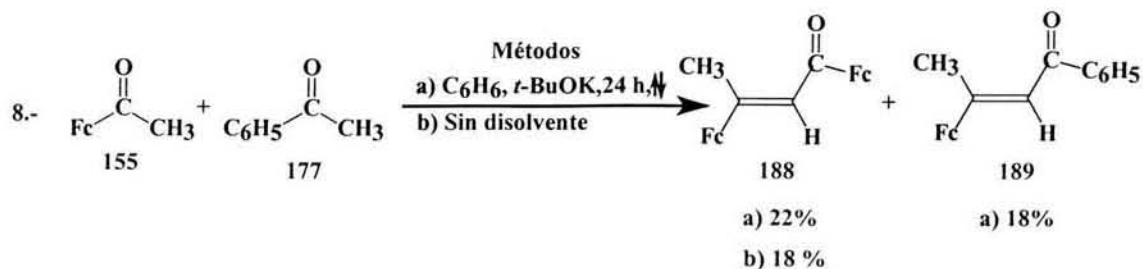 Métodos
O O O O
CH3 Fc C6H5
8.- Fc C CH3 + C6H5 C CH3 a) C6H6, t-BuOK,24 h, + CH3
b) Sin disolvente
Fc H Fc H
155 177 188 189
a) 22% a) 18%
b) 18 %